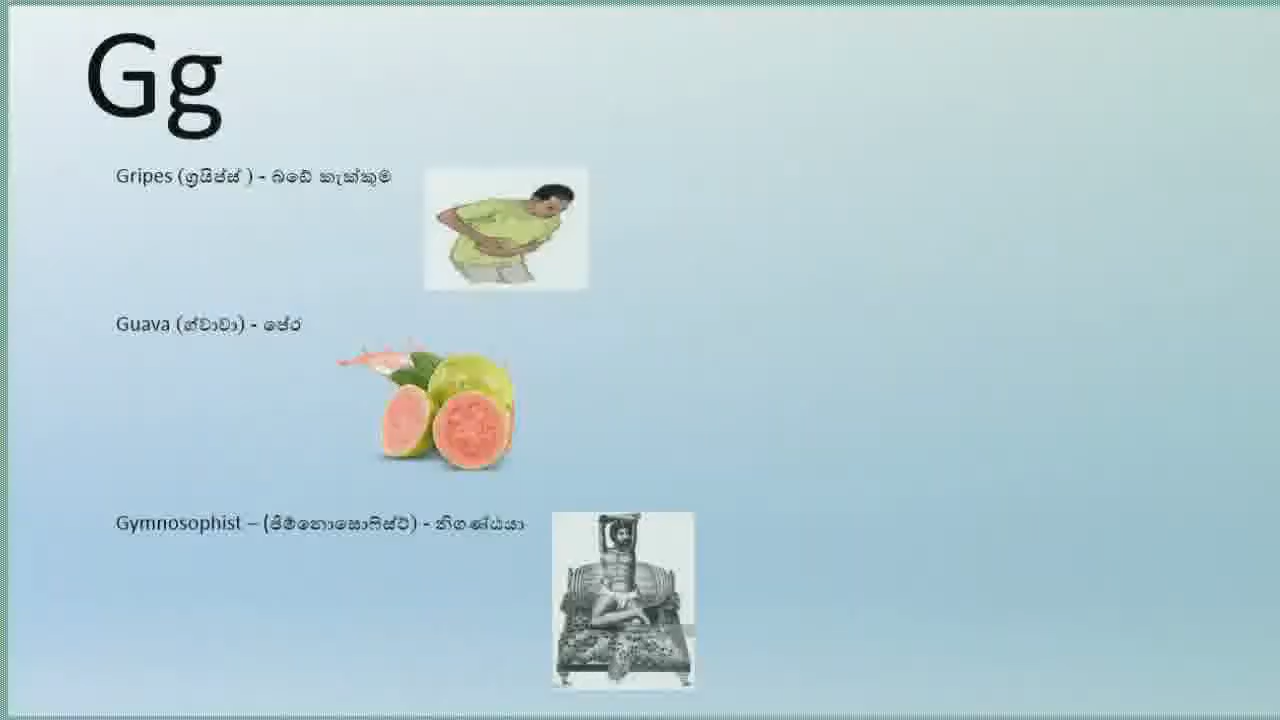 Gg
Gripes (ග්‍රයිප්ස් ) - බඩේ කැක්කුම
Guava (ග්වාවා) - පේර
Gymnosophist – (ජිම්නොසොෆිස්ට්) - නිගණ්ඨයා